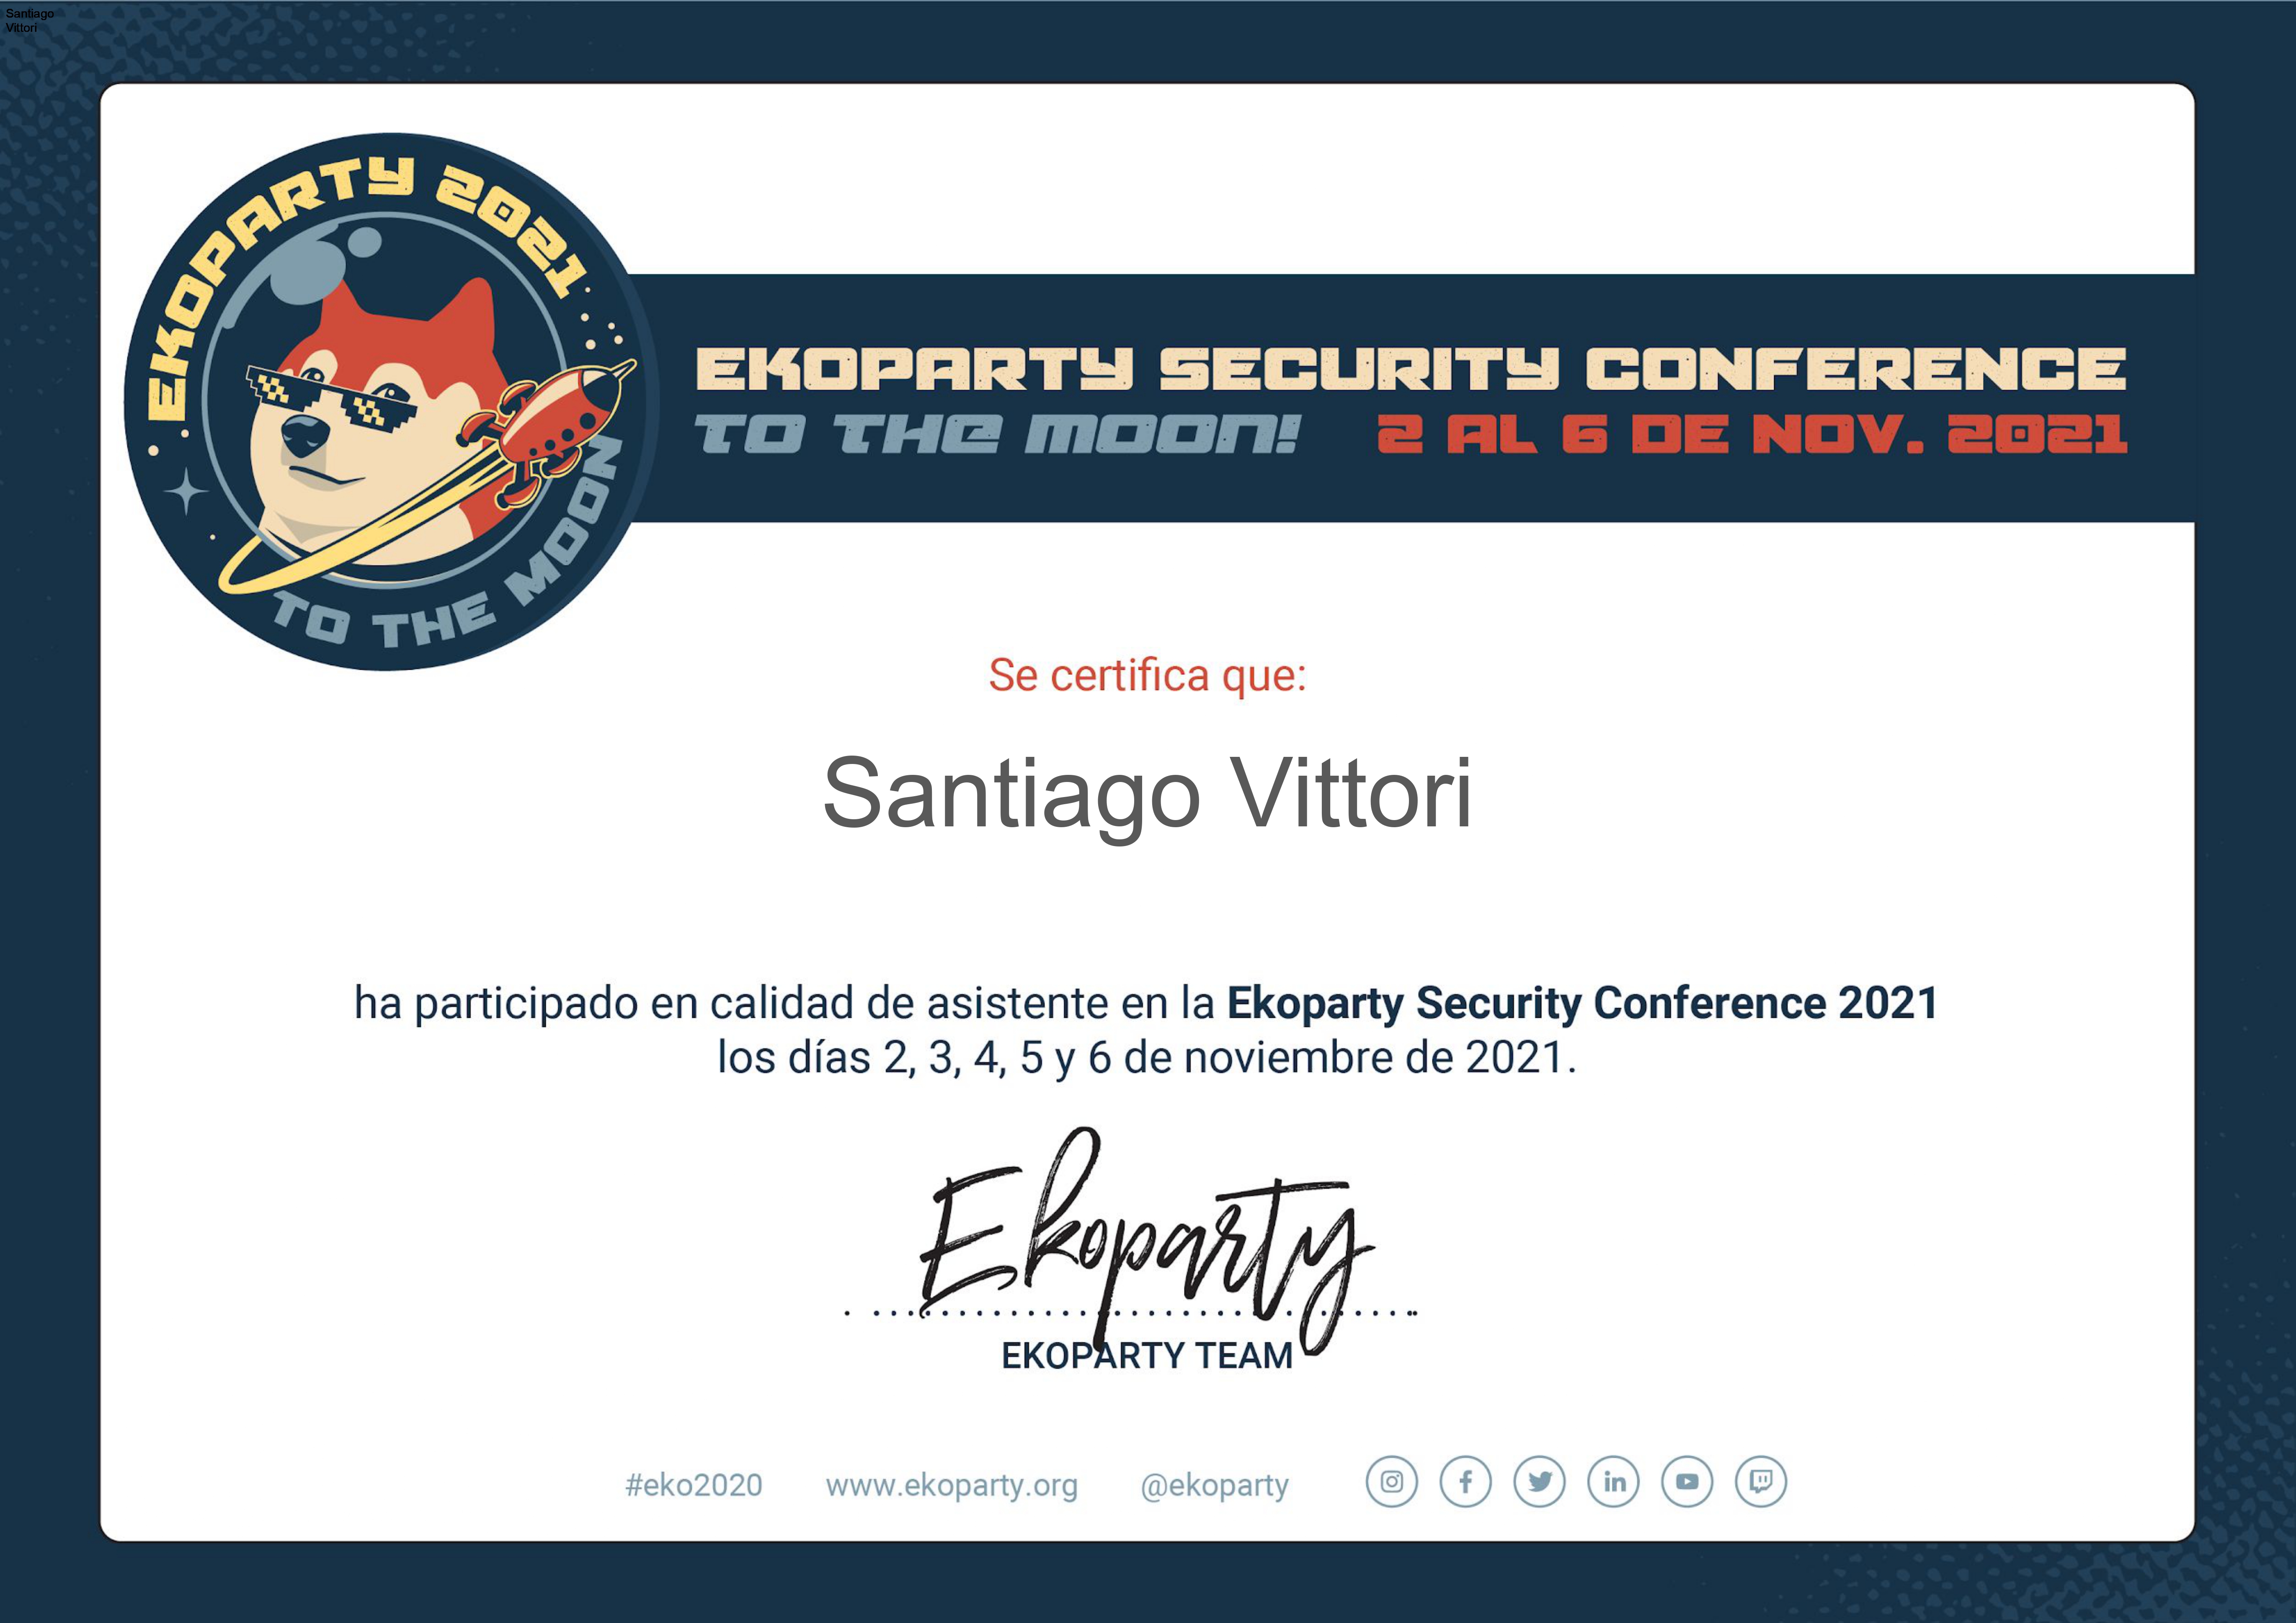 Santiago
Vittori
EKOPARTY 2021
TO THE MOON
EKOPARTY SECURITY CONFERENCE
TO THE MOON! 2 AL 6 DE NOV. 2021
Se certifica que:
Santiago Vittori
ha participado en calidad de asistente en la Ekoparty Security Conference 2021
los días 2, 3, 4, 5 y 6 de noviembre de 2021.
Ekoparty
EKOPARTY TEAM
#eko2020 www.ekoparty.org @ekoparty